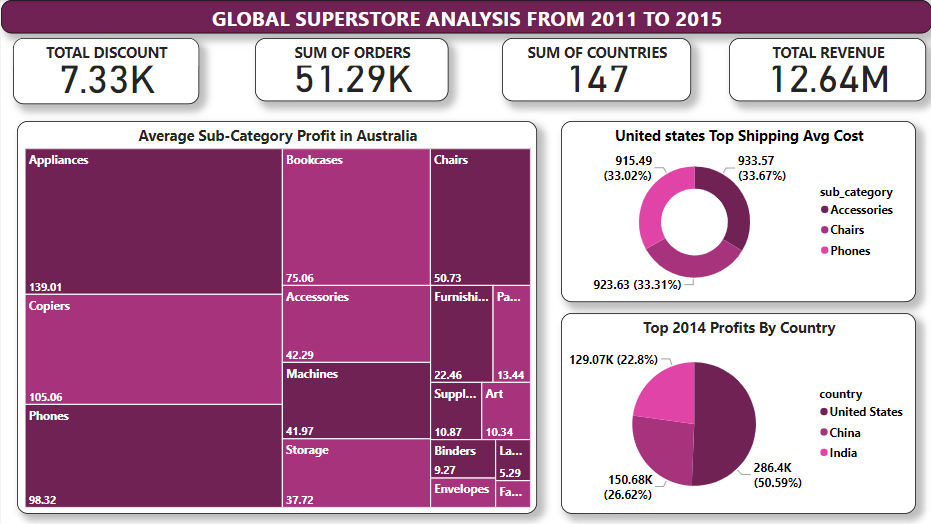 GLOBAL SUPERSTORE ANALYSIS FROM 2011 TO 2015
TOTAL DISCOUNT
7.33K
SUM OF ORDERS
51.29K
SUM OF COUNTRIES
147
TOTAL REVENUE
12.64M
Average Sub-Category Profit in Australia
Appliances
139.01
Copiers
105.06
Phones
98.32
Bookcases
75.06
Accessories
42.29
Machines
41.97
Storage
37.72
Chairs
50.73
Furnishi...
22.46
Pa...
13.44
Suppl...
10.87
Art
10.34
Binders
9.27
La...
5.29
Envelopes
Fa...
United states Top Shipping Avg Cost
915.49
(33.02%)
933.57
(33.67%)
923.63 (33.31%)
sub_category
Accessories
Chairs
Phones
Top 2014 Profits By Country
129.07K (22.8%)
150.68K
(26.62%)
286.4K
(50.59%)
country
United States
China
India